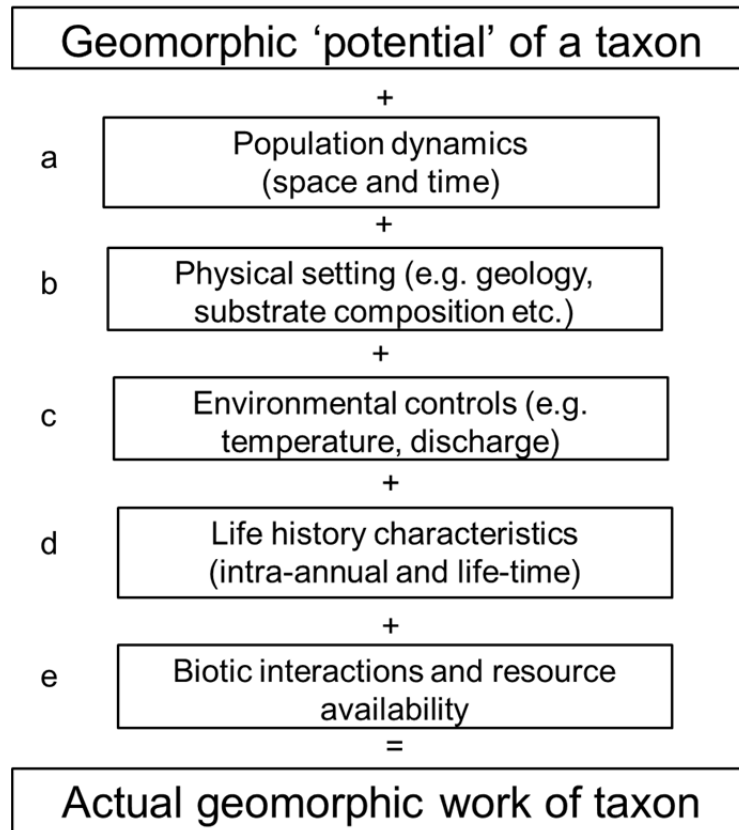 Geomorphic ‘potential’ of a taxon
+
a
Population dynamics
(space and time)
+
b
Physical setting (e.g. geology,
substrate composition etc.)
+
c
Environmental controls (e.g.
temperature, discharge)
+
d
Life history characteristics
(intra-annual and life-time)
+
e
Biotic interactions and resource
availability
=
Actual geomorphic work of taxon